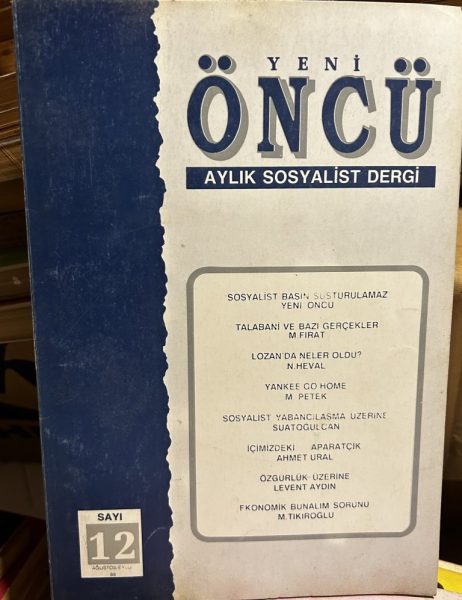 YENİ
ÖNCÜ
AYLIK SOSYALİST DERGİ
SOSYALİST BASIN SUSTURULAMAZ
YENİ ÖNCÜ
TALABANİ VE BAZI GERÇEKLER
M.FIRAT
LOZAN'DA NELER OLDU?
N.HEVAL
YANKEE GO HOME
M. PETEK
SOSYALİST YABANCILAŞMA ÜZERİNE
SUATOĞULCAN
İÇİMİZDEKİ APARATÇİK
AHMET URAL
ÖZGÜRLÜK ÜZERİNE
LEVENT AYDIN
EKONOMİK BUNALIM SORUNU
M.TIKIROĞLU
SAYI
12
88